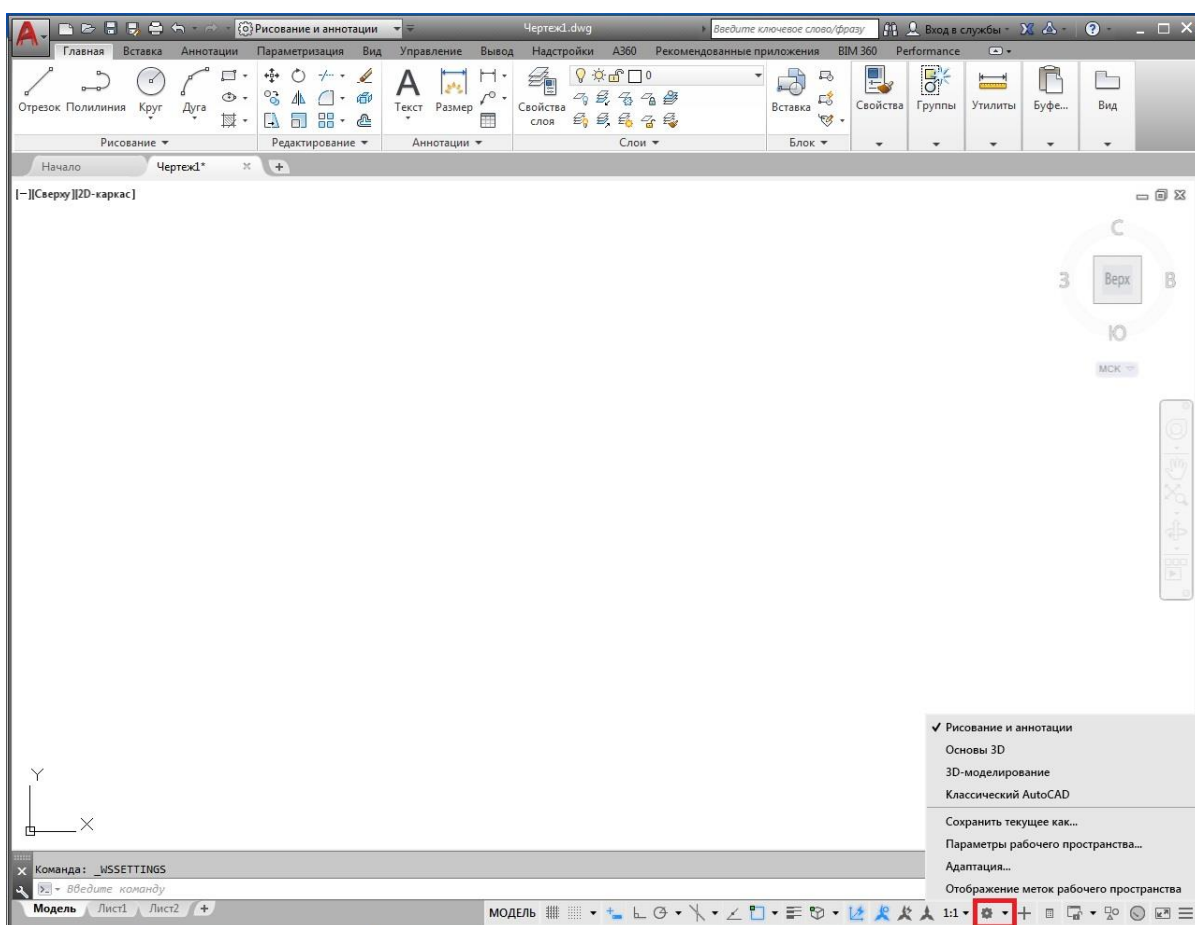 Рисование и аннотации Чертеж1.dwg Введите ключевое слово/фразу Вход в службы
Главная Вставка Аннотации Параметризация Вид Управление Вывод Надстройки A360 Рекомендованные приложения BIM 360 Performance
0
Отрезок Полилиния Круг Дуга Текст Размер Свойства слоя Вставка Свойства Группы Утилиты Буфе... Вид
Рисование Редактирование Аннотации Слои Блок
Начало Чертеж1* +
[–][Сверху][2D-каркас]
С
З Верх В
Ю
МСК
Рисование и аннотации
Основы 3D
3D-моделирование
Классический AutoCAD
Сохранить текущее как...
Параметры рабочего пространства...
Адаптация...
Отображение меток рабочего пространства
Y
X
Команда: _WSSETTINGS
Введите команду
Модель Лист1 Лист2 + МОДЕЛЬ 1:1